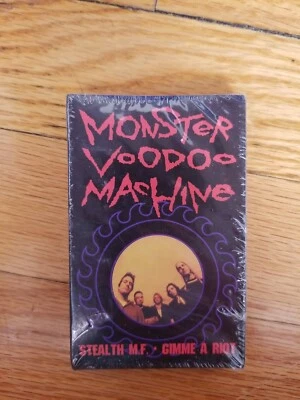 MONSTER
VOODOO
MACHINE
STEALTH M.F. • GIMME A RIOT